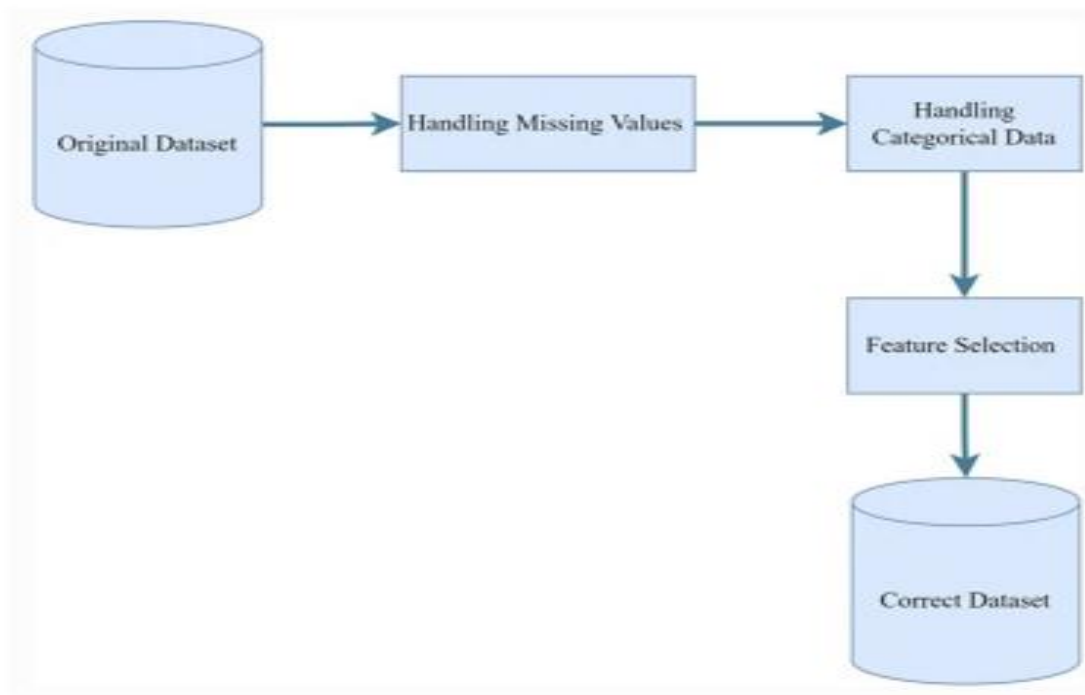 Original Dataset
Handling Missing Values
Handling
Categorical Data
Feature Selection
Correct Dataset